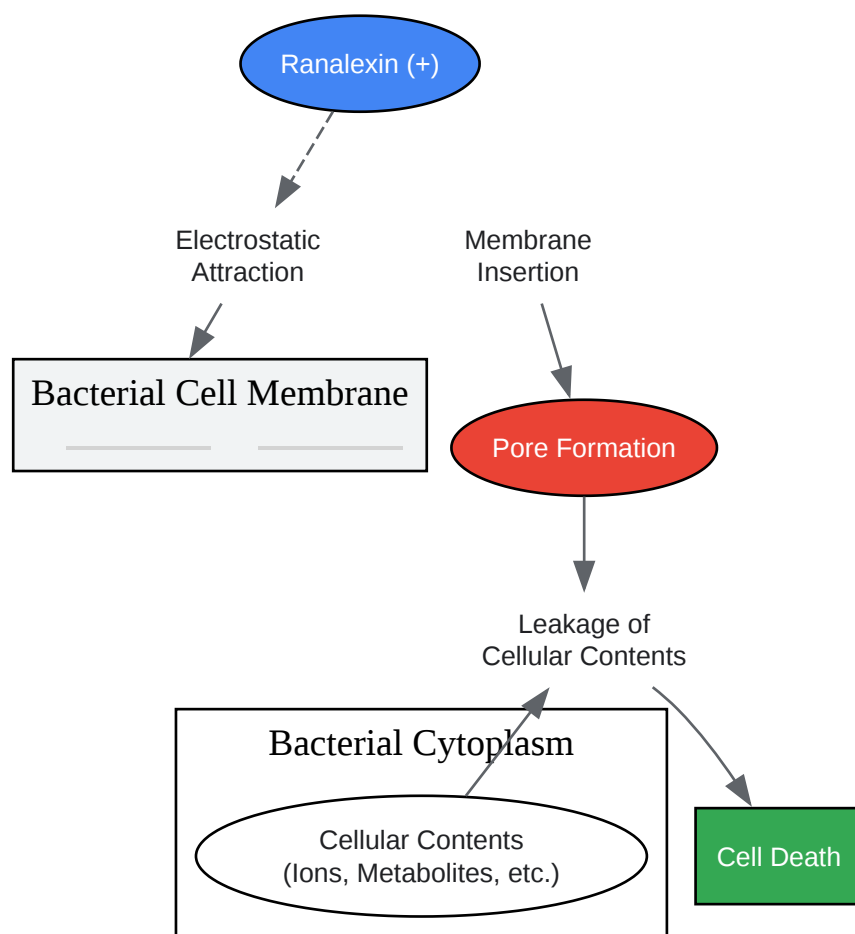 Ranalexin (+)
Electrostatic
Attraction
Membrane
Insertion
Bacterial Cell Membrane
Pore Formation
Leakage of
Cellular Contents
Bacterial Cytoplasm
Cellular Contents
(Ions, Metabolites, etc.)
Cell Death